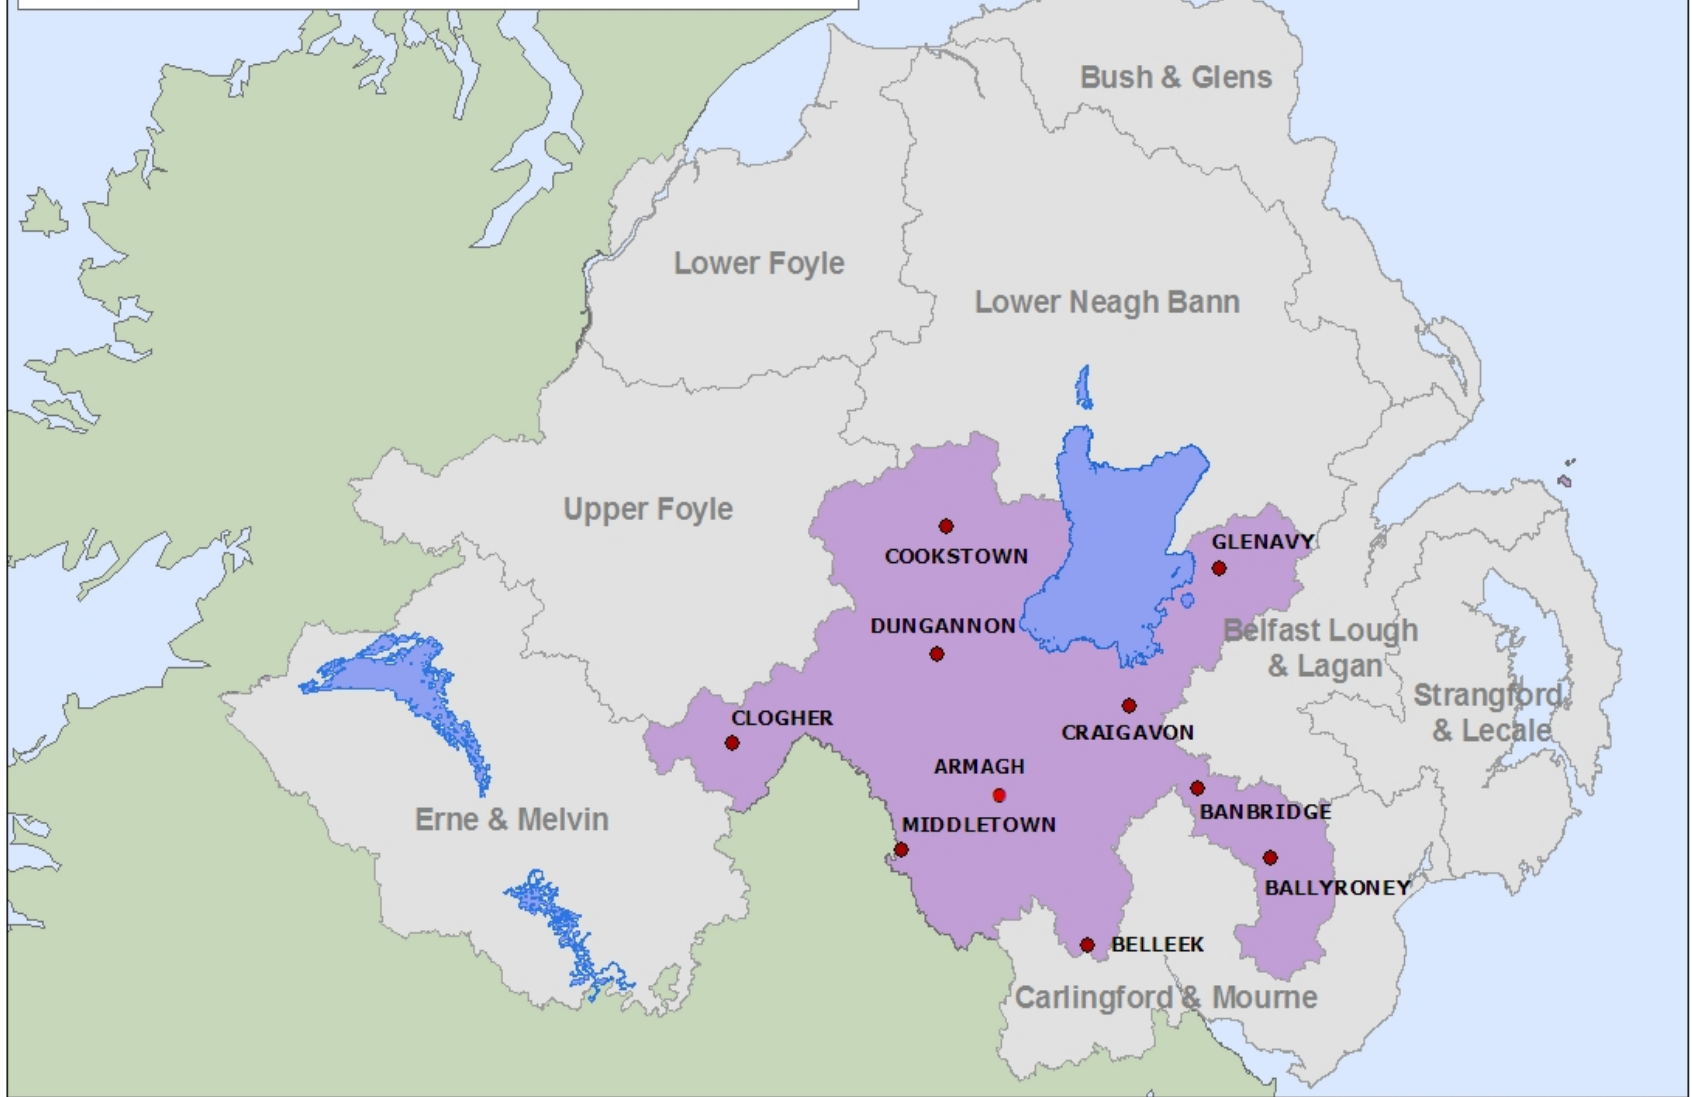 Bush & Glens
Lower Foyle
Lower Neagh Bann
Upper Foyle
COOKSTOWN
GLENAVY
DUNGANNON
Belfast Lough
& Lagan
Strangford
& Lecale
CLOGHER
CRAIGAVON
ARMAGH
Erne & Melvin
MIDDLETOWN
BANBRIDGE
BALLYRONEY
BELLEEK
Carlingford & Mourne